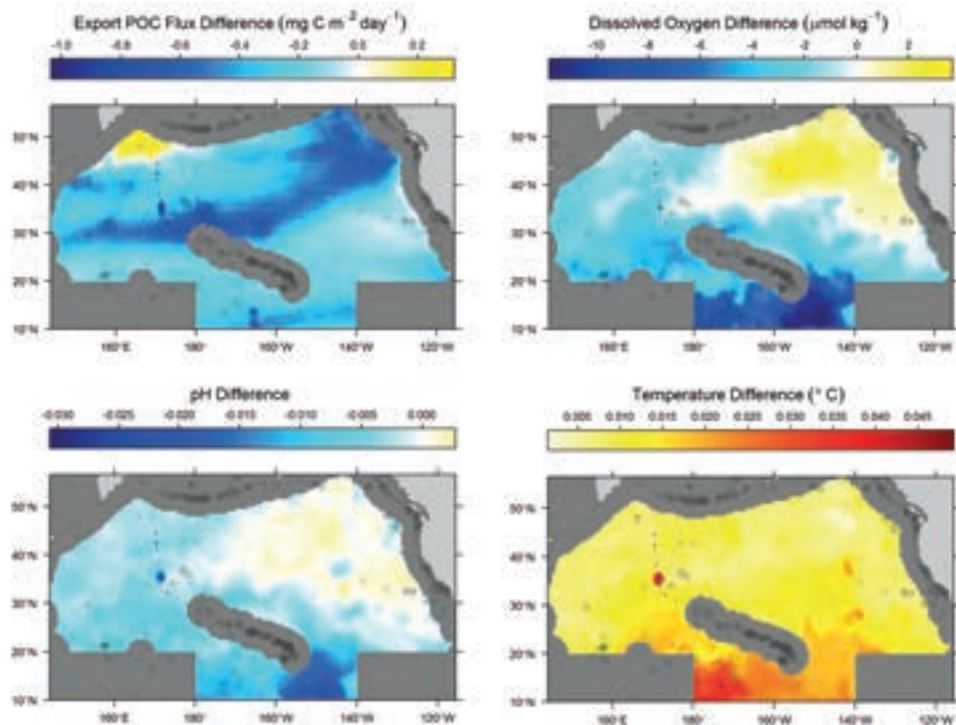 Export POC Flux Difference (mg C m⁻² day⁻¹)
-1.0 -0.8 -0.6 -0.4 -0.2 0.0 0.2
50°N
40°N
30°N
20°N
10°N
160°E 180° 160°W 140°W 120°W
Dissolved Oxygen Difference (μmol kg⁻¹)
-10 -8 -6 -4 -2 0 2
50°N
40°N
30°N
20°N
10°N
160°E 180° 160°W 140°W 120°W
pH Difference
-0.030 -0.025 -0.020 -0.015 -0.010 -0.005 0.000
50°N
40°N
30°N
20°N
10°N
160°E 180° 160°W 140°W 120°W
Temperature Difference (° C)
0.005 0.010 0.015 0.020 0.025 0.030 0.035 0.040 0.045
50°N
40°N
30°N
20°N
10°N
160°E 180° 160°W 140°W 120°W